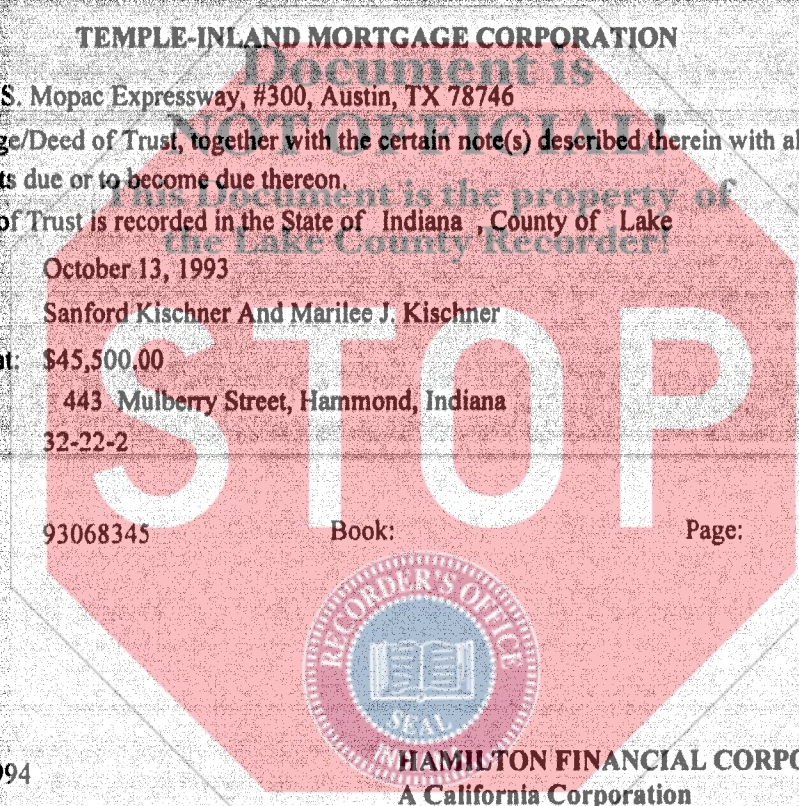 TEMPLE-INLAND MORTGAGE CORPORATION
Document is
S. Mopac Expressway, #300, Austin, TX 78746
NOT OFFICIAL!
ge/Deed of Trust, together with the certain note(s) described therein with al
ts due or to become due thereon.
This Document is the property of
of Trust is recorded in the State of Indiana , County of Lake
the Lake County Recorder!
October 13, 1993
Sanford Kischner And Marilee J. Kischner
nt: $45,500.00
443 Mulberry Street, Hammond, Indiana
32-22-2
STOP
93068345 Book: Page:
RECORDER'S OFFICE
SEAL
INDIANA
HAMILTON FINANCIAL CORPO
994
A California Corporation